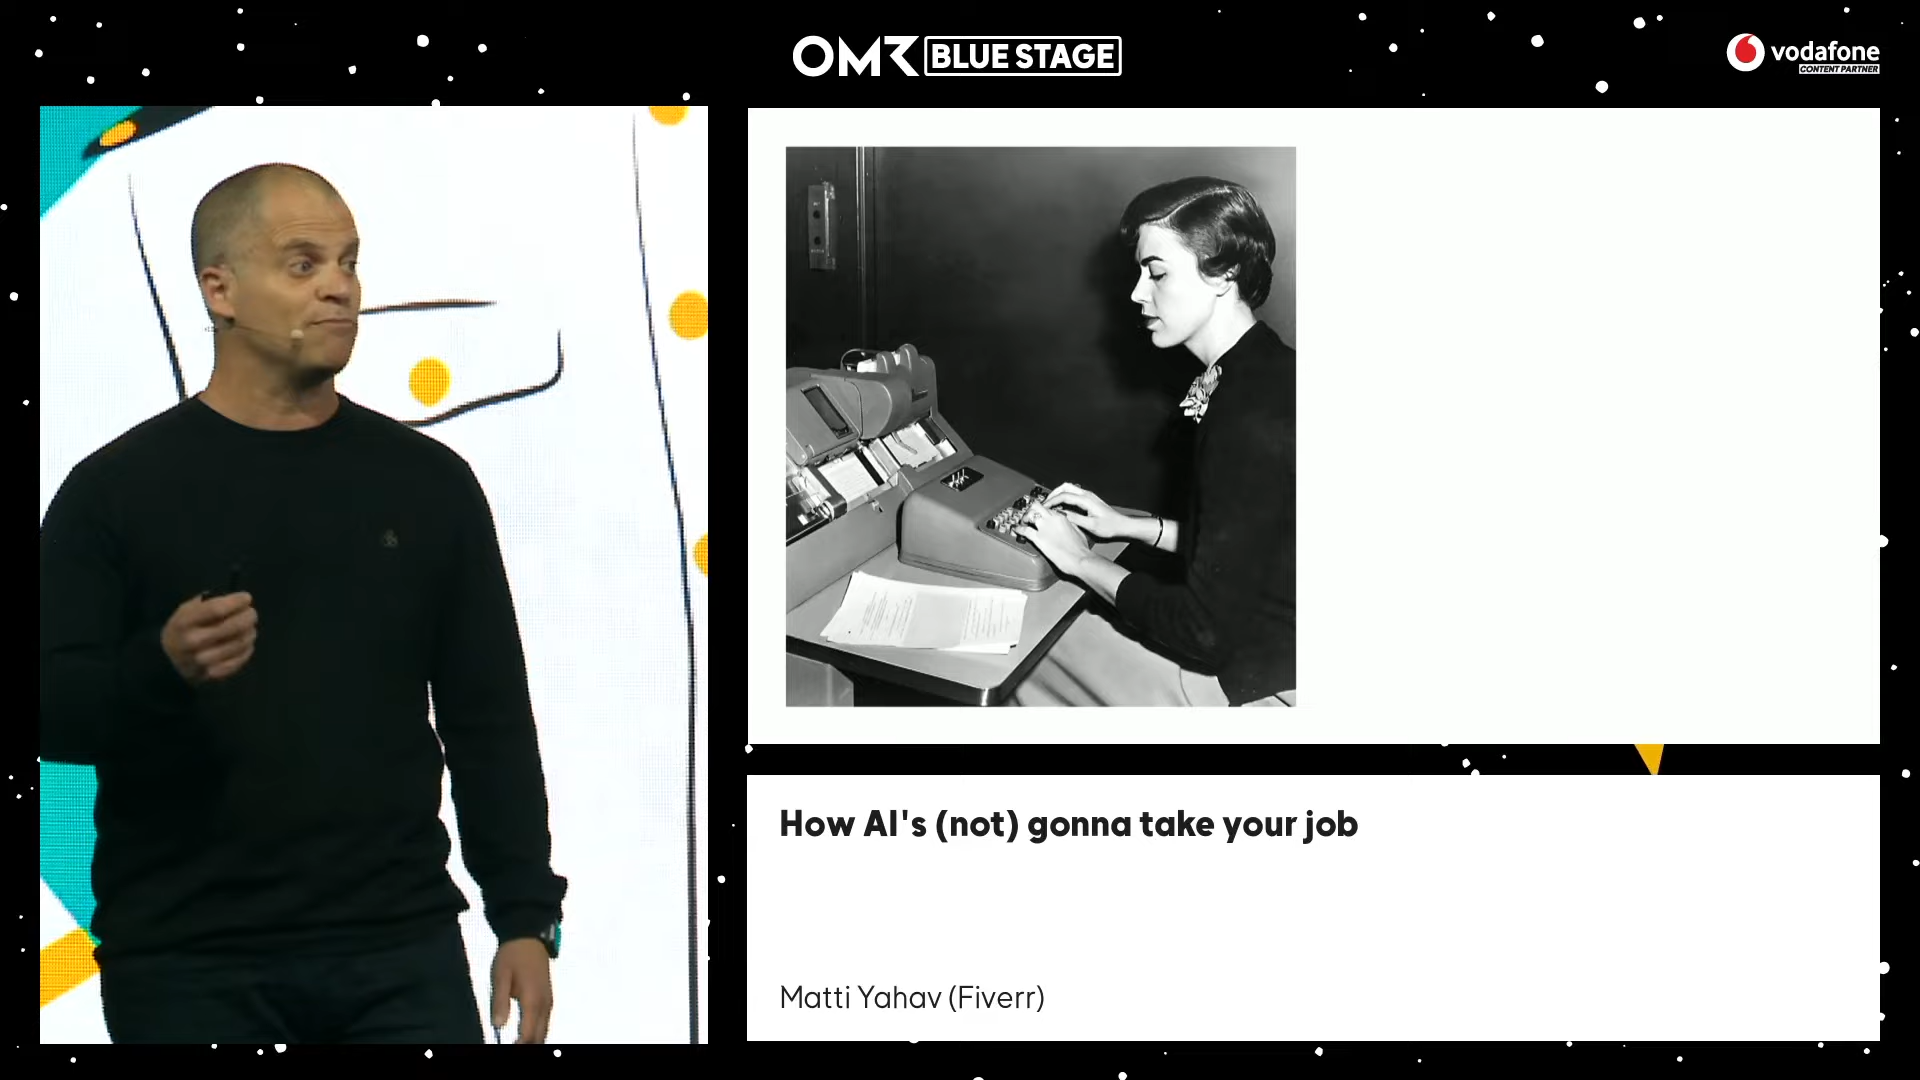 OMR BLUE STAGE
vodafone
CONTENT PARTNER
How AI's (not) gonna take your job
Matti Yahav (Fiverr)